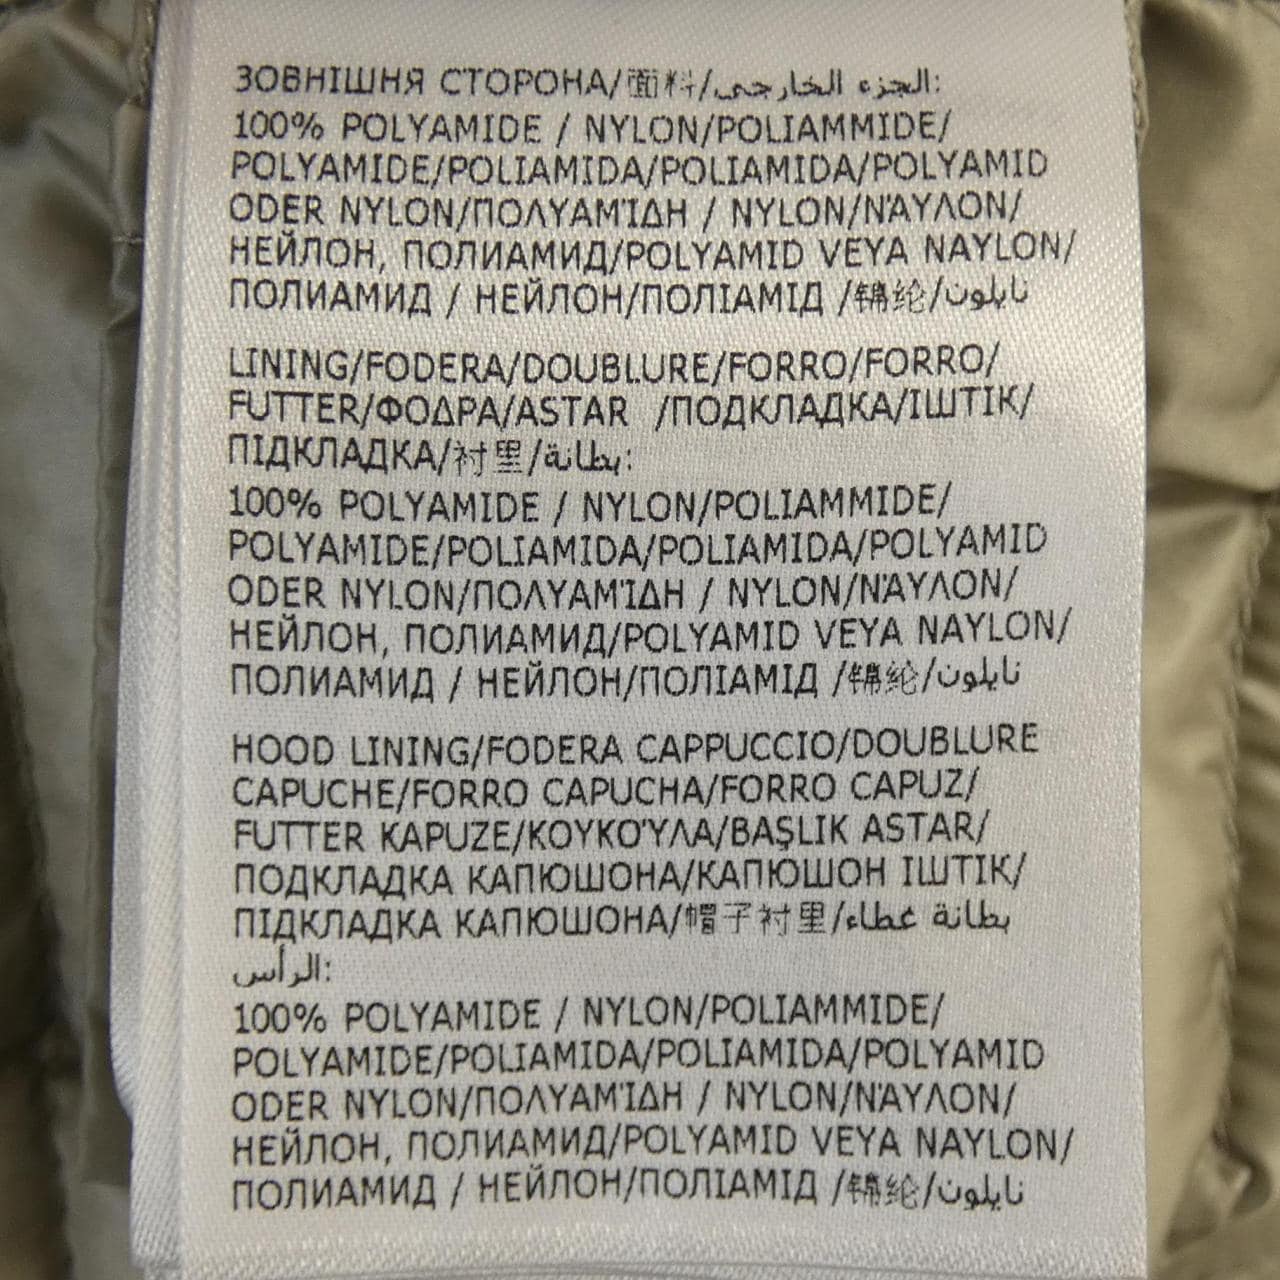 ЗОВНІШНЯ СТОРОНА/面料/الجزء الخارجي:
100% POLYAMIDE / NYLON/POLIAMMIDE/
POLYAMIDE/POLIAMIDA/POLIAMIDA/POLYAMID
ODER NYLON/ΠΟΛΥΑΜΊΔΗ / NYLON/ΝΆΥΛΟΝ/
НЕЙЛОН, ПОЛИАМИД/POLYAMID VEYA NAYLON/
ПОЛИАМИД / НЕЙЛОН/ПОЛІАМІД /锦纶/نايلون
LINING/FODERA/DOUBLURE/FORRO/FORRO/
FUTTER/ΦΟΔΡΑ/ASTAR /ПОДКЛАДКА/ІШТІК/
ПІДКЛАДКА/衬里/بطانة:
100% POLYAMIDE / NYLON/POLIAMMIDE/
POLYAMIDE/POLIAMIDA/POLIAMIDA/POLYAMID
ODER NYLON/ΠΟΛΥΑΜΊΔΗ / NYLON/ΝΆΥΛΟΝ/
НЕЙЛОН, ПОЛИАМИД/POLYAMID VEYA NAYLON/
ПОЛИАМИД / НЕЙЛОН/ПОЛІАМІД /锦纶/نايلون
HOOD LINING/FODERA CAPPUCCIO/DOUBLURE
CAPUCHE/FORRO CAPUCHA/FORRO CAPUZ/
FUTTER KAPUZE/ΚΟΥΚΟΎΛΑ/BAŞLIK ASTAR/
ПОДКЛАДКА КАПЮШОНА/КАПЮШОН ІШТІК/
ПІДКЛАДКА КАПЮШОНА/帽子衬里/بطانة غطاء
الرأس:
100% POLYAMIDE / NYLON/POLIAMMIDE/
POLYAMIDE/POLIAMIDA/POLIAMIDA/POLYAMID
ODER NYLON/ΠΟΛΥΑΜΊΔΗ / NYLON/ΝΆΥΛΟΝ/
НЕЙЛОН, ПОЛИАМИД/POLYAMID VEYA NAYLON/
ПОЛИАМИД / НЕЙЛОН/ПОЛІАМІД /锦纶/نايلون